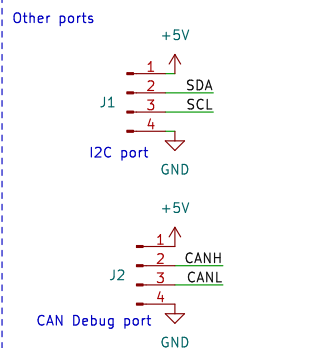 Other ports
+5V
1
2 SDA
J1
3 SCL
4
I2C port
GND
+5V
1
2 CANH
J2
3 CANL
4
CAN Debug port
GND